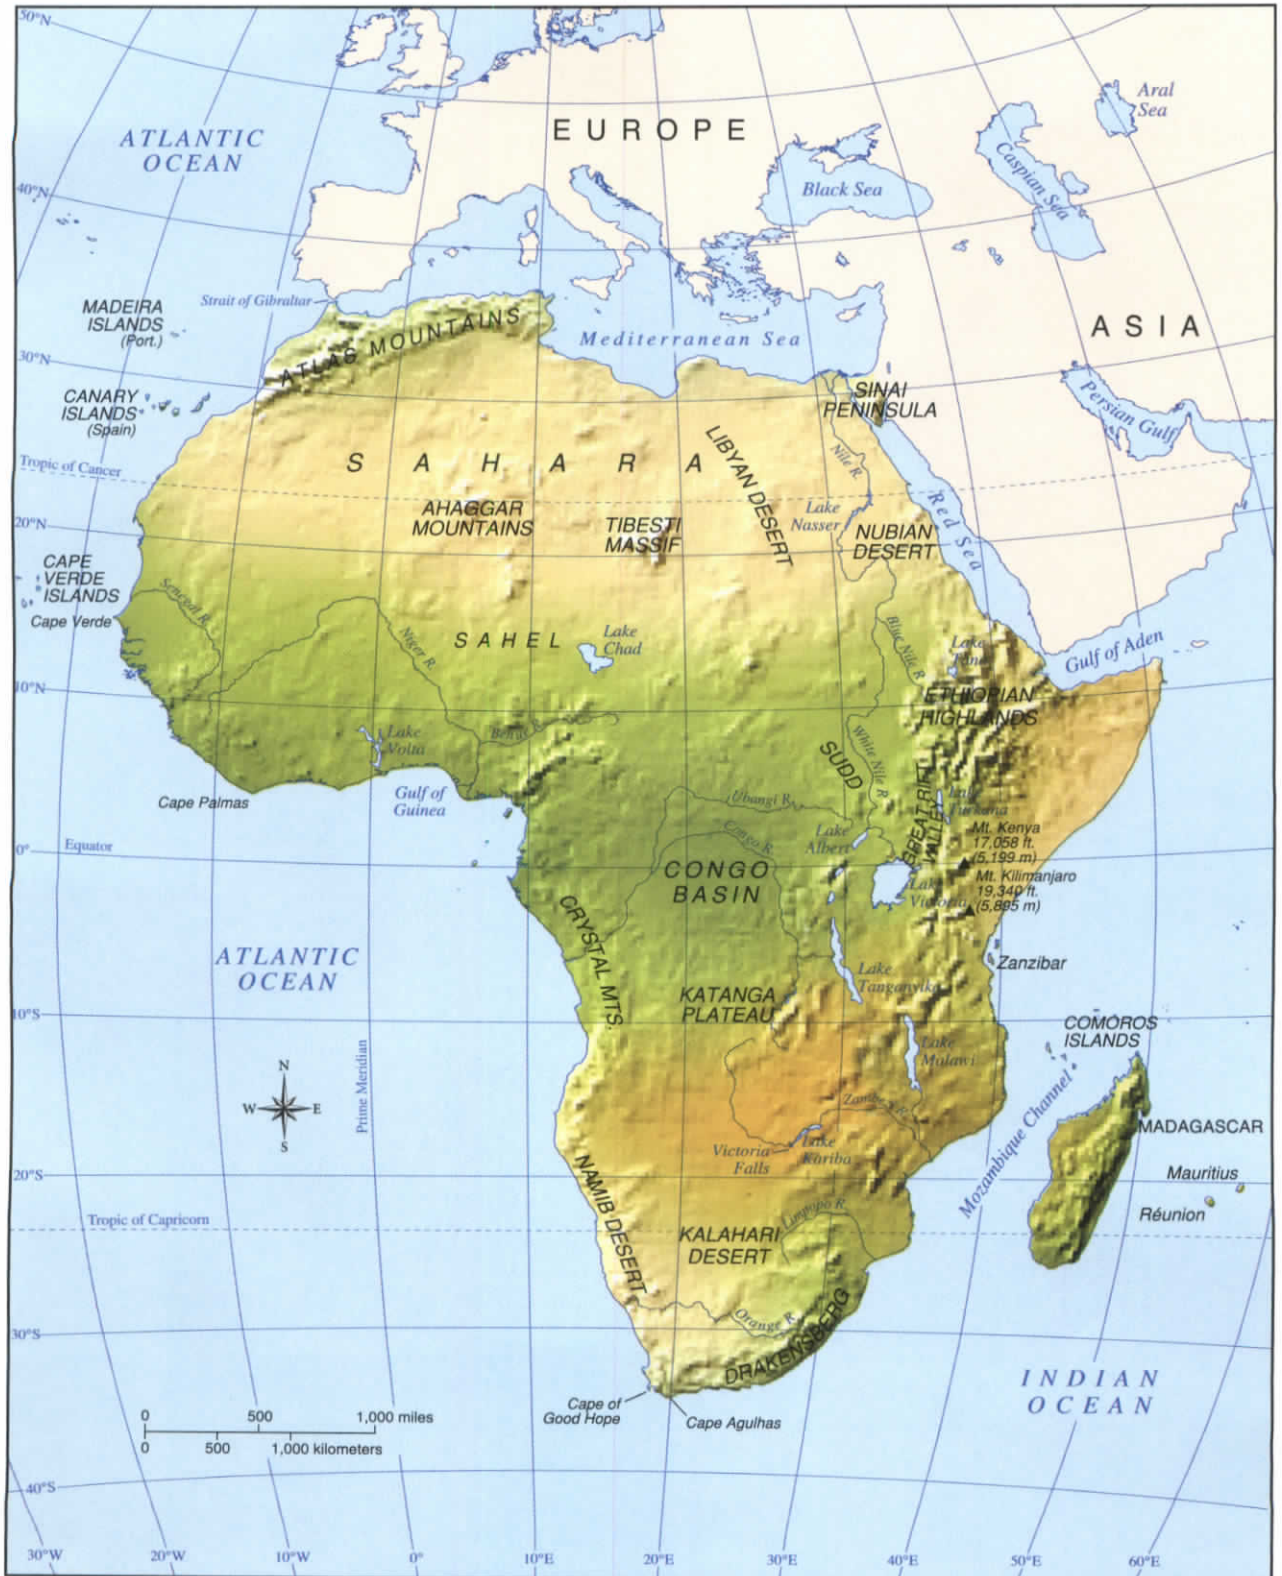 50°N
EUROPE
Aral
Sea
ATLANTIC
OCEAN
Caspian Sea
Black Sea
40°N
Strait of Gibraltar
MADEIRA
ISLANDS
(Port.)
ATLAS MOUNTAINS
Mediterranean Sea
ASIA
30°N
CANARY
ISLANDS
(Spain)
SINAI
PENINSULA
Persian Gulf
Tropic of Cancer
SAHARA
LIBYAN DESERT
Nile R.
AHAGGAR
MOUNTAINS
TIBESTI
MASSIF
Lake
Nasser
NUBIAN
DESERT
Red Sea
20°N
CAPE
VERDE
ISLANDS
Cape Verde
Senegal R.
Niger R.
SAHEL
Lake
Chad
Blue Nile R.
Lake
Tana
Gulf of Aden
10°N
ETHIOPIAN
HIGHLANDS
Lake
Volta
Benue R.
SUDD
White Nile R.
Cape Palmas
Gulf of
Guinea
Ubangi R.
GREAT RIFT
VALLEY
Lake
Turkana
Congo R.
Lake
Albert
Mt. Kenya
17,058 ft.
(5,199 m)
0°
Equator
CONGO
BASIN
Lake
Victoria
Mt. Kilimanjaro
19,340 ft.
(5,895 m)
CRYSTAL MTS.
ATLANTIC
OCEAN
Zanzibar
Lake
Tanganyika
KATANGA
PLATEAU
10°S
COMOROS
ISLANDS
Lake
Malawi
N
W
E
S
Prime Meridian
Zambezi R.
Mozambique Channel
MADAGASCAR
Victoria
Falls
Lake
Kariba
20°S
Mauritius
Réunion
NAMIB DESERT
Tropic of Capricorn
Limpopo R.
KALAHARI
DESERT
Orange R.
30°S
DRAKENSBERG
INDIAN
OCEAN
Cape of
Good Hope
Cape Agulhas
0
500
1,000 miles
0
500
1,000 kilometers
40°S
30°W
20°W
10°W
0°
10°E
20°E
30°E
40°E
50°E
60°E